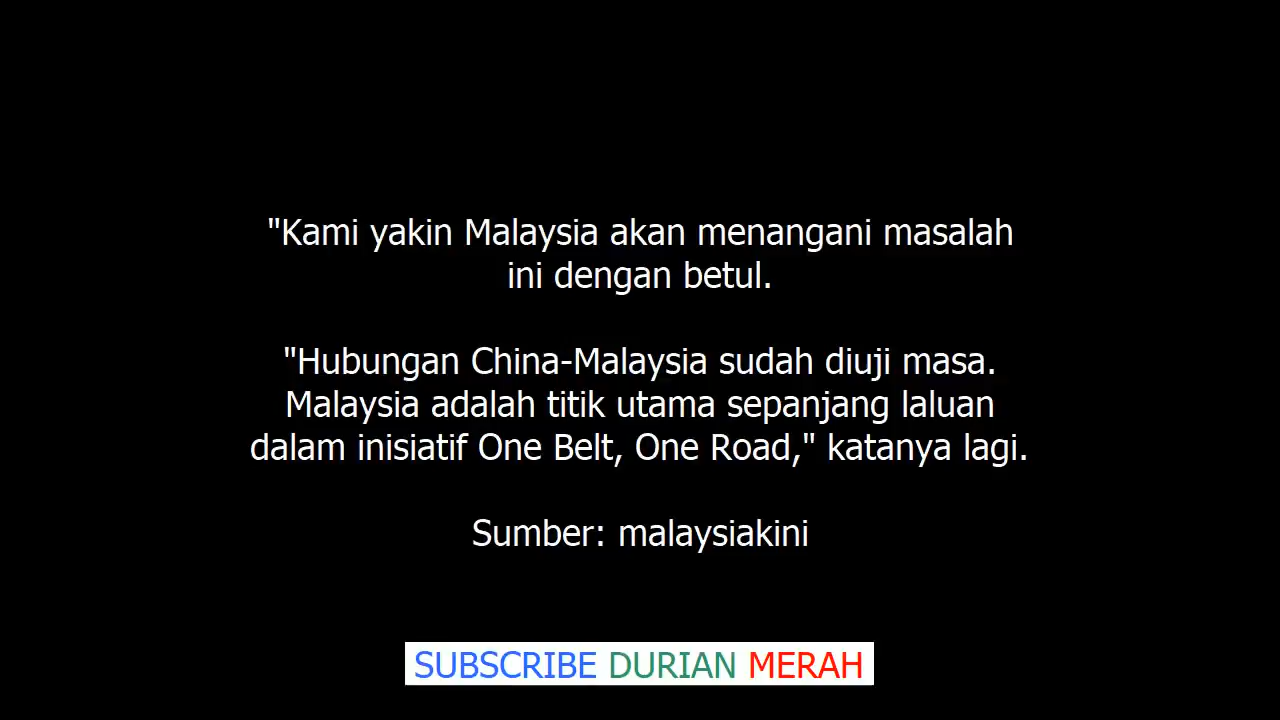 "Kami yakin Malaysia akan menangani masalah
ini dengan betul.
"Hubungan China-Malaysia sudah diuji masa.
Malaysia adalah titik utama sepanjang laluan
dalam inisiatif One Belt, One Road," katanya lagi.
Sumber: malaysiakini
SUBSCRIBE DURIAN MERAH